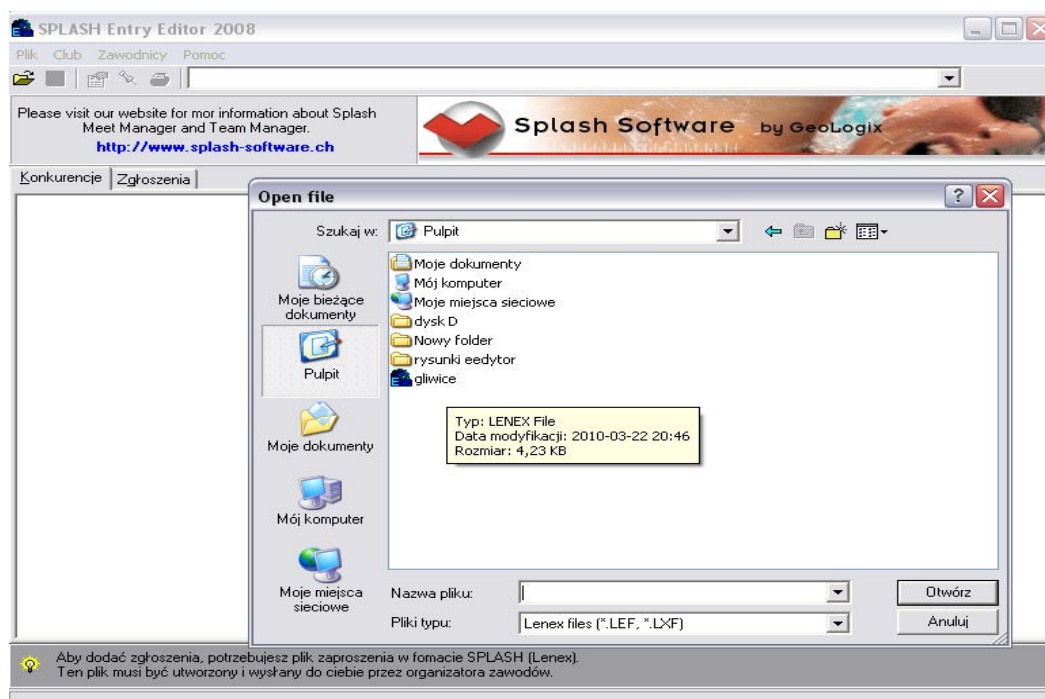 SPLASH Entry Editor 2008
Plik Club Zawodnicy Pomoc
Please visit our website for mor information about Splash
Meet Manager and Team Manager.
http://www.splash-software.ch
Splash Software by GeoLogix
Konkurencje Zgłoszenia
Open file
Szukaj w: Pulpit
Moje bieżące
dokumenty
Pulpit
Moje dokumenty
Mój komputer
Moje miejsca
sieciowe
Moje dokumenty
Mój komputer
Moje miejsca sieciowe
dysk D
Nowy folder
rysunki eedytor
gliwice
Typ: LENEX File
Data modyfikacji: 2010-03-22 20:46
Rozmiar: 4,23 KB
Nazwa pliku: Otwórz
Pliki typu: Lenex files (*.LEF, *.LXF) Anuluj
Aby dodać zgłoszenia, potrzebujesz plik zaproszenia w fomacie SPLASH (Lenex).
Ten plik musi być utworzony i wysłany do ciebie przez organizatora zawodów.